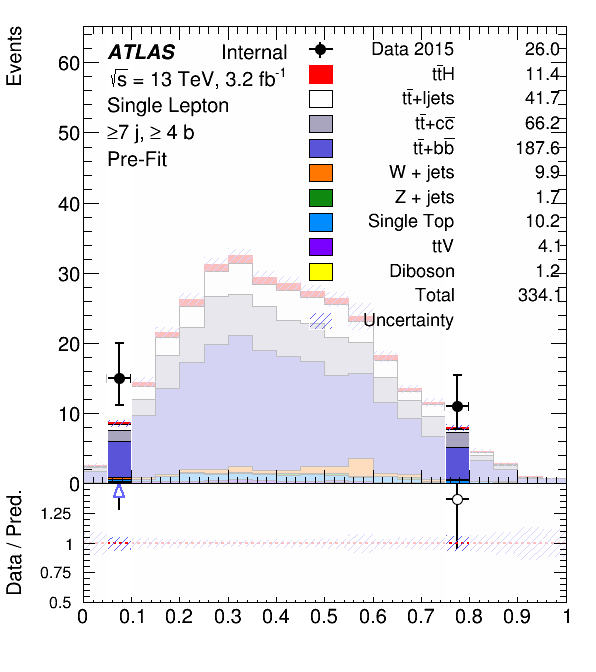 Events
ATLAS Internal
√s = 13 TeV, 3.2 fb⁻¹
Single Lepton
≥7 j, ≥ 4 b
Pre-Fit
Data 2015 26.0
tt̄H 11.4
tt̄+ljets 41.7
tt̄+cc̄ 66.2
tt̄+bb̄ 187.6
W + jets 9.9
Z + jets 1.7
Single Top 10.2
ttV 4.1
Diboson 1.2
Total 334.1
Uncertainty
60
50
40
30
20
10
0
Data / Pred.
1.25
1
0.75
0.5
0 0.1 0.2 0.3 0.4 0.5 0.6 0.7 0.8 0.9 1